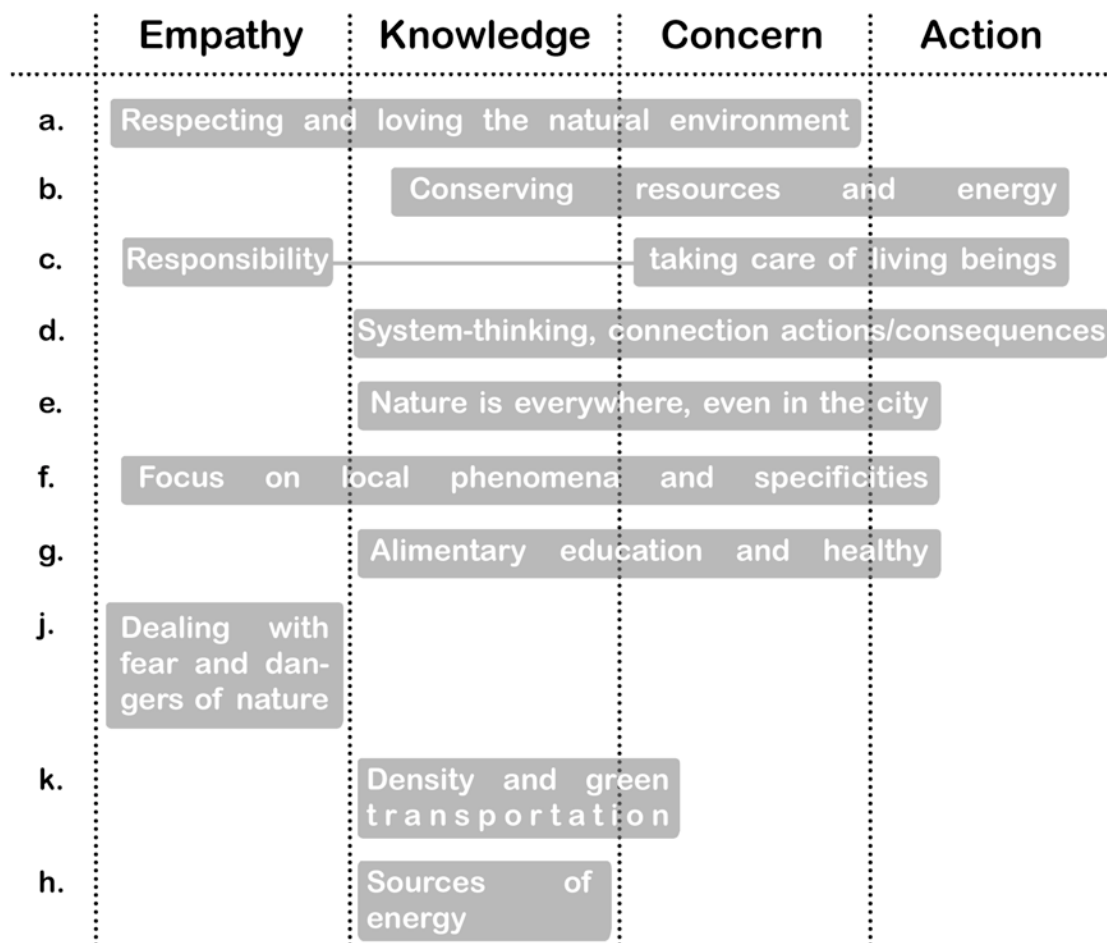 Empathy Knowledge Concern Action
a. Respecting and loving the natural environment
b. Conserving resources and energy
c. Responsibility taking care of living beings
d. System-thinking, connection actions/consequences
e. Nature is everywhere, even in the city
f. Focus on local phenomena and specificities
g. Alimentary education and healthy
j. Dealing with
fear and dan-
gers of nature
k. Density and green
transportation
h. Sources of
energy